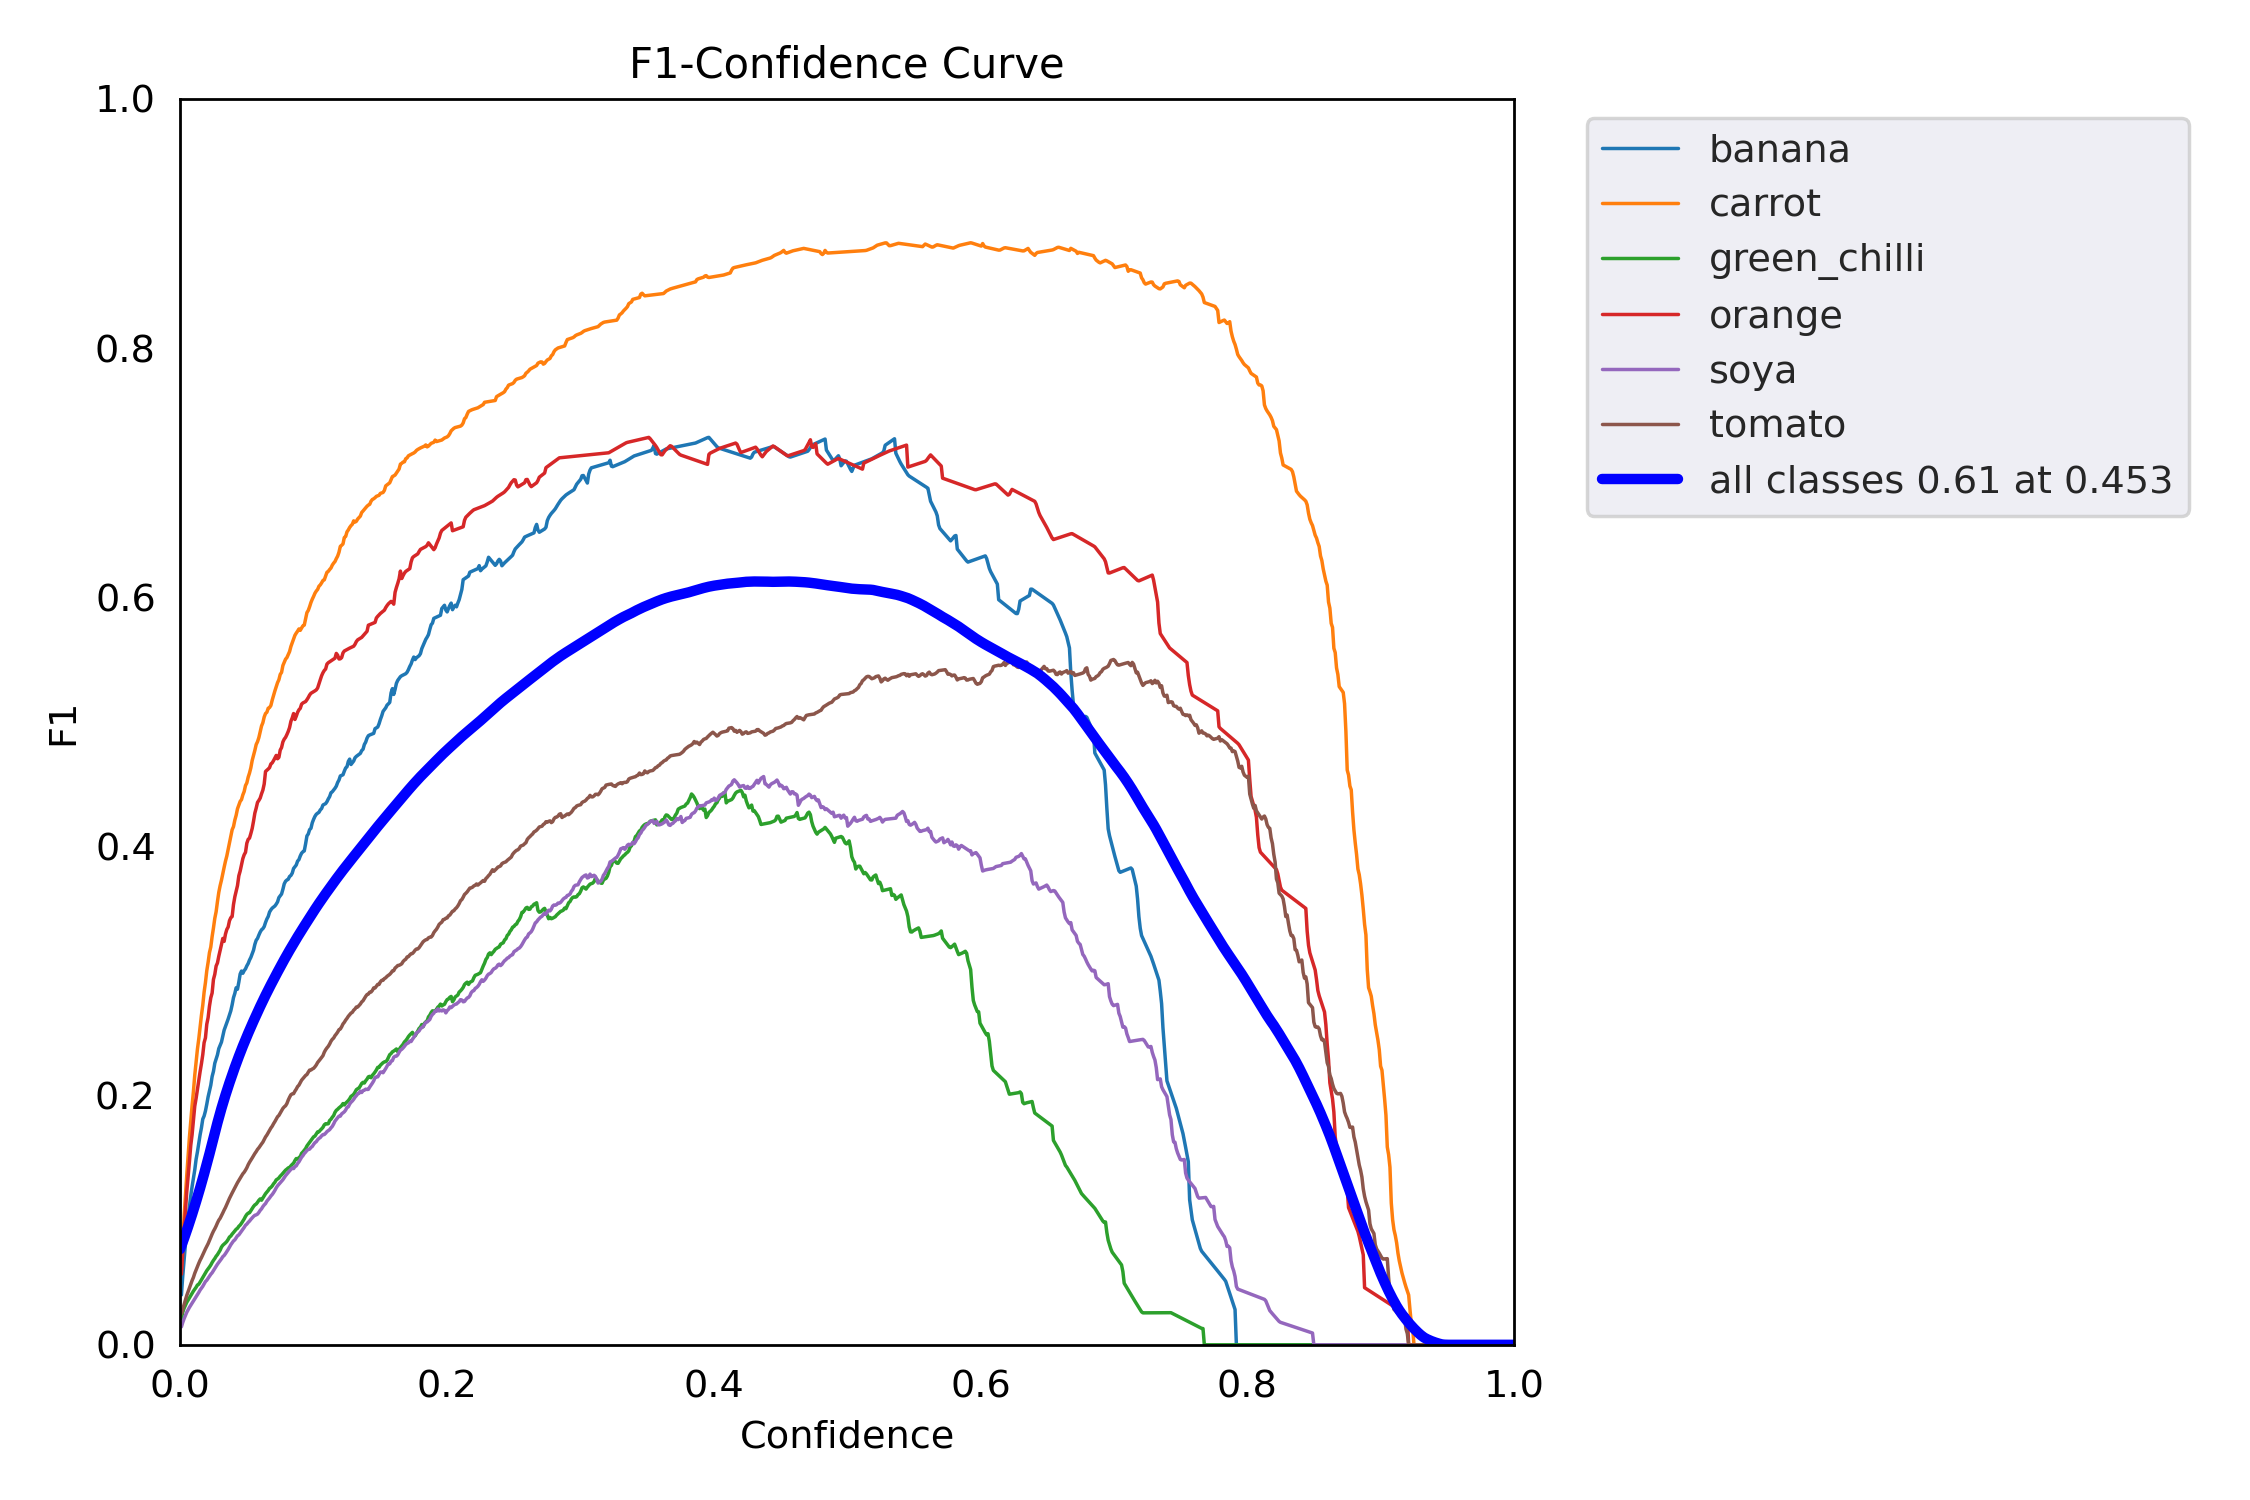 F1-Confidence Curve
1.0
0.8
0.6
0.4
0.2
0.0
F1
0.0 0.2 0.4 0.6 0.8 1.0
Confidence
banana
carrot
green_chilli
orange
soya
tomato
all classes 0.61 at 0.453